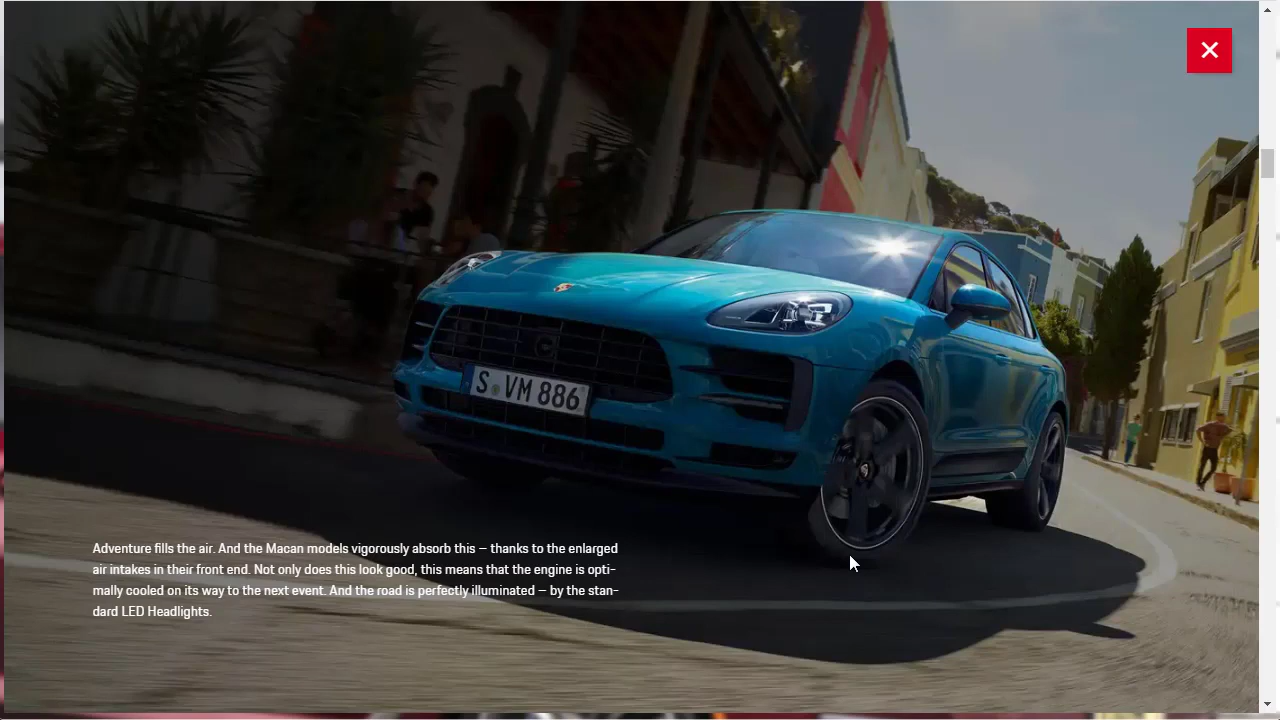 S VM 886
Adventure fills the air. And the Macan models vigorously absorb this – thanks to the enlarged
air intakes in their front end. Not only does this look good, this means that the engine is opti-
mally cooled on its way to the next event. And the road is perfectly illuminated – by the stan-
dard LED Headlights.